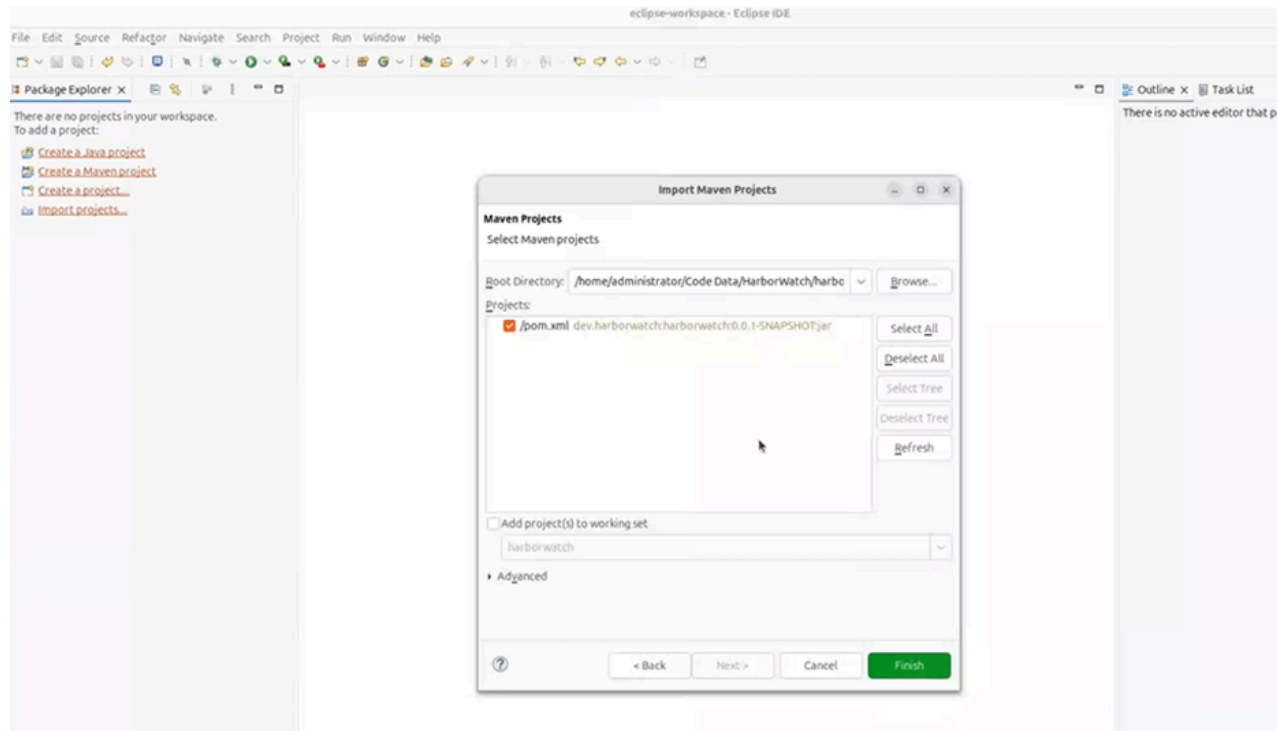 eclipse-workspace - Eclipse IDE
File Edit Source Refactor Navigate Search Project Run Window Help
Package Explorer
Outline
Task List
There are no projects in your workspace.
To add a project:
Create a Java project
Create a Maven project
Create a project...
Import projects...
There is no active editor that p
Import Maven Projects
Maven Projects
Select Maven projects
Root Directory: /home/administrator/Code Data/HarborWatch/harbo
Browse...
Projects:
/pom.xml dev.harborwatch:harborwatch:0.0.1-SNAPSHOT:jar
Select All
Deselect All
Select Tree
Deselect Tree
Refresh
Add project(s) to working set
harborwatch
Advanced
< Back Next > Cancel Finish